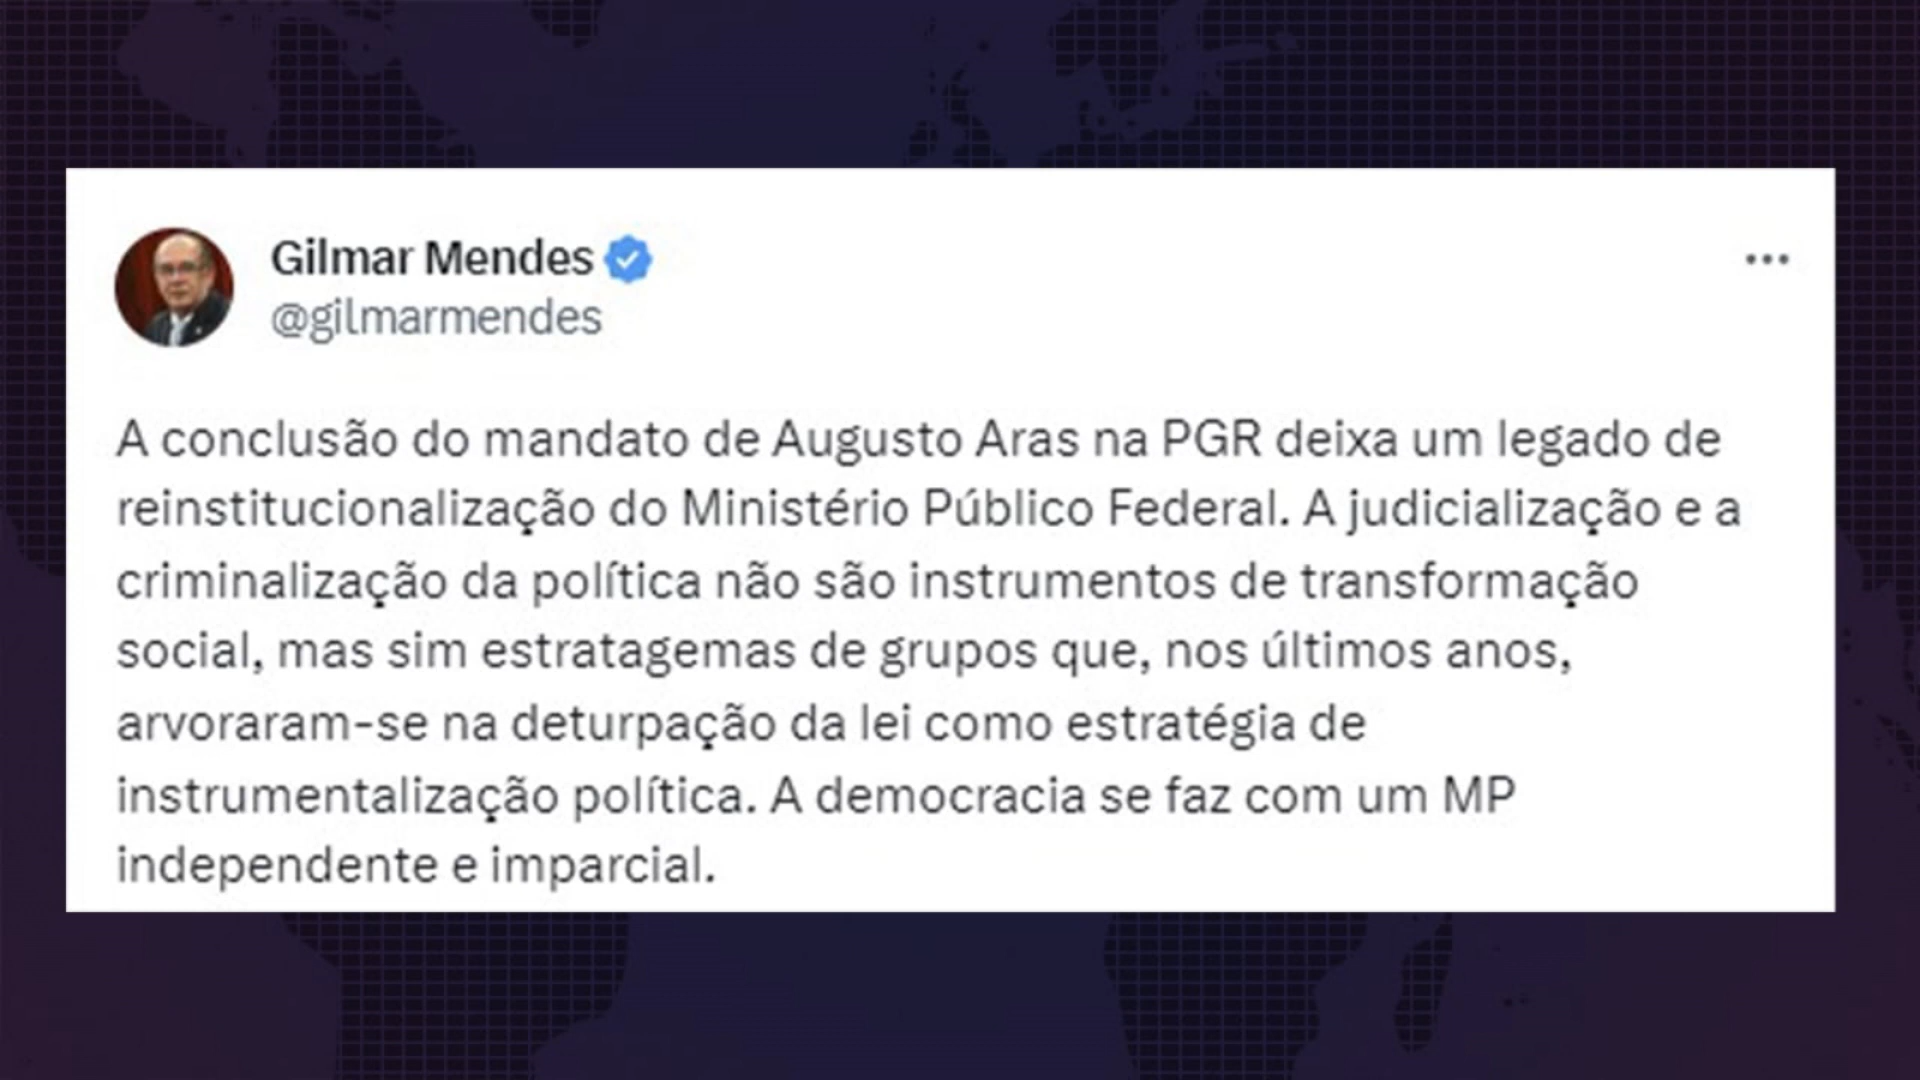 Gilmar Mendes
@gilmarmendes
A conclusão do mandato de Augusto Aras na PGR deixa um legado de
reinstitucionalização do Ministério Público Federal. A judicialização e a
criminalização da política não são instrumentos de transformação
social, mas sim estratagemas de grupos que, nos últimos anos,
arvoraram-se na deturpação da lei como estratégia de
instrumentalização política. A democracia se faz com um MP
independente e imparcial.